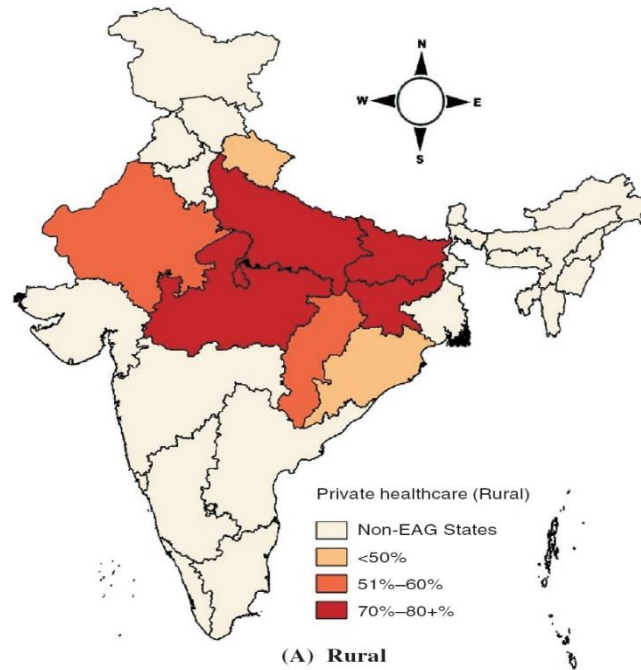 N
W
E
S
Private healthcare (Rural)
Non-EAG States
<50%
51%–60%
70%–80+%
(A) Rural